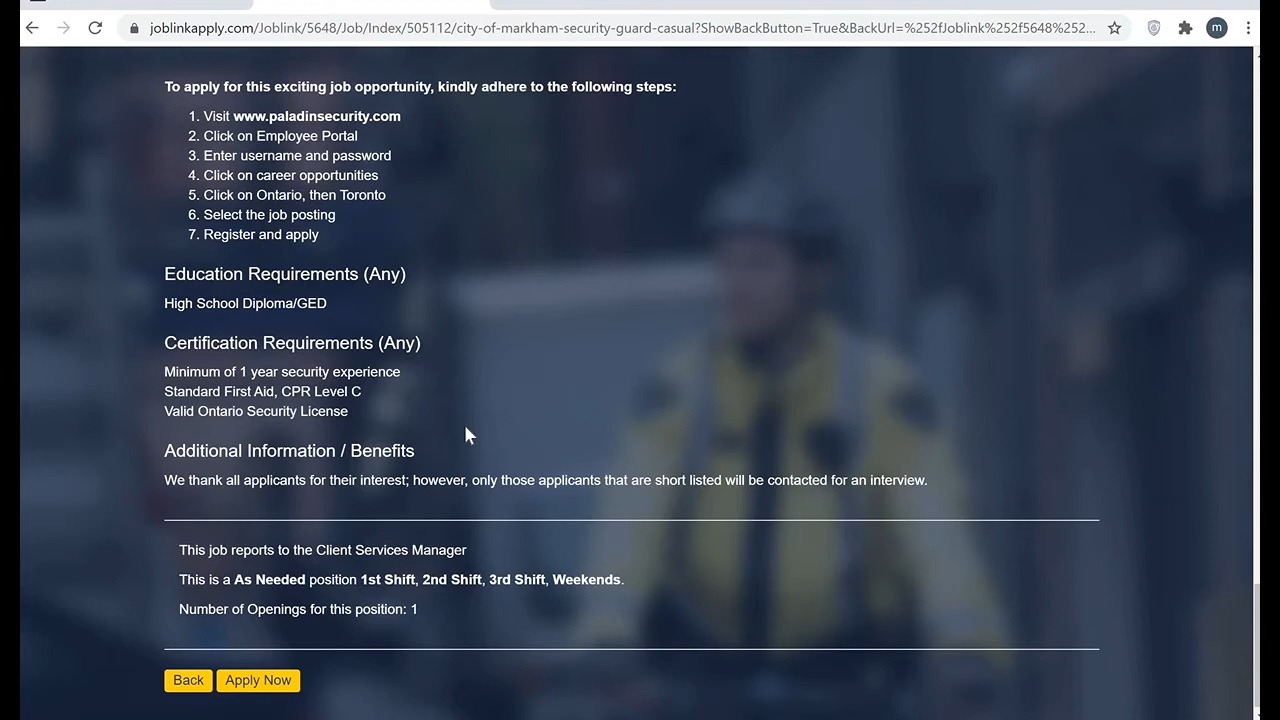 joblinkapply.com/Joblink/5648/Job/Index/505112/city-of-markham-security-guard-casual?ShowBackButton=True&BackUrl=%252fJoblink%252f5648%252...
m
To apply for this exciting job opportunity, kindly adhere to the following steps:
1. Visit www.paladinsecurity.com
2. Click on Employee Portal
3. Enter username and password
4. Click on career opportunities
5. Click on Ontario, then Toronto
6. Select the job posting
7. Register and apply
Education Requirements (Any)
High School Diploma/GED
Certification Requirements (Any)
Minimum of 1 year security experience
Standard First Aid, CPR Level C
Valid Ontario Security License
Additional Information / Benefits
We thank all applicants for their interest; however, only those applicants that are short listed will be contacted for an interview.
This job reports to the Client Services Manager
This is a As Needed position 1st Shift, 2nd Shift, 3rd Shift, Weekends.
Number of Openings for this position: 1
Back Apply Now